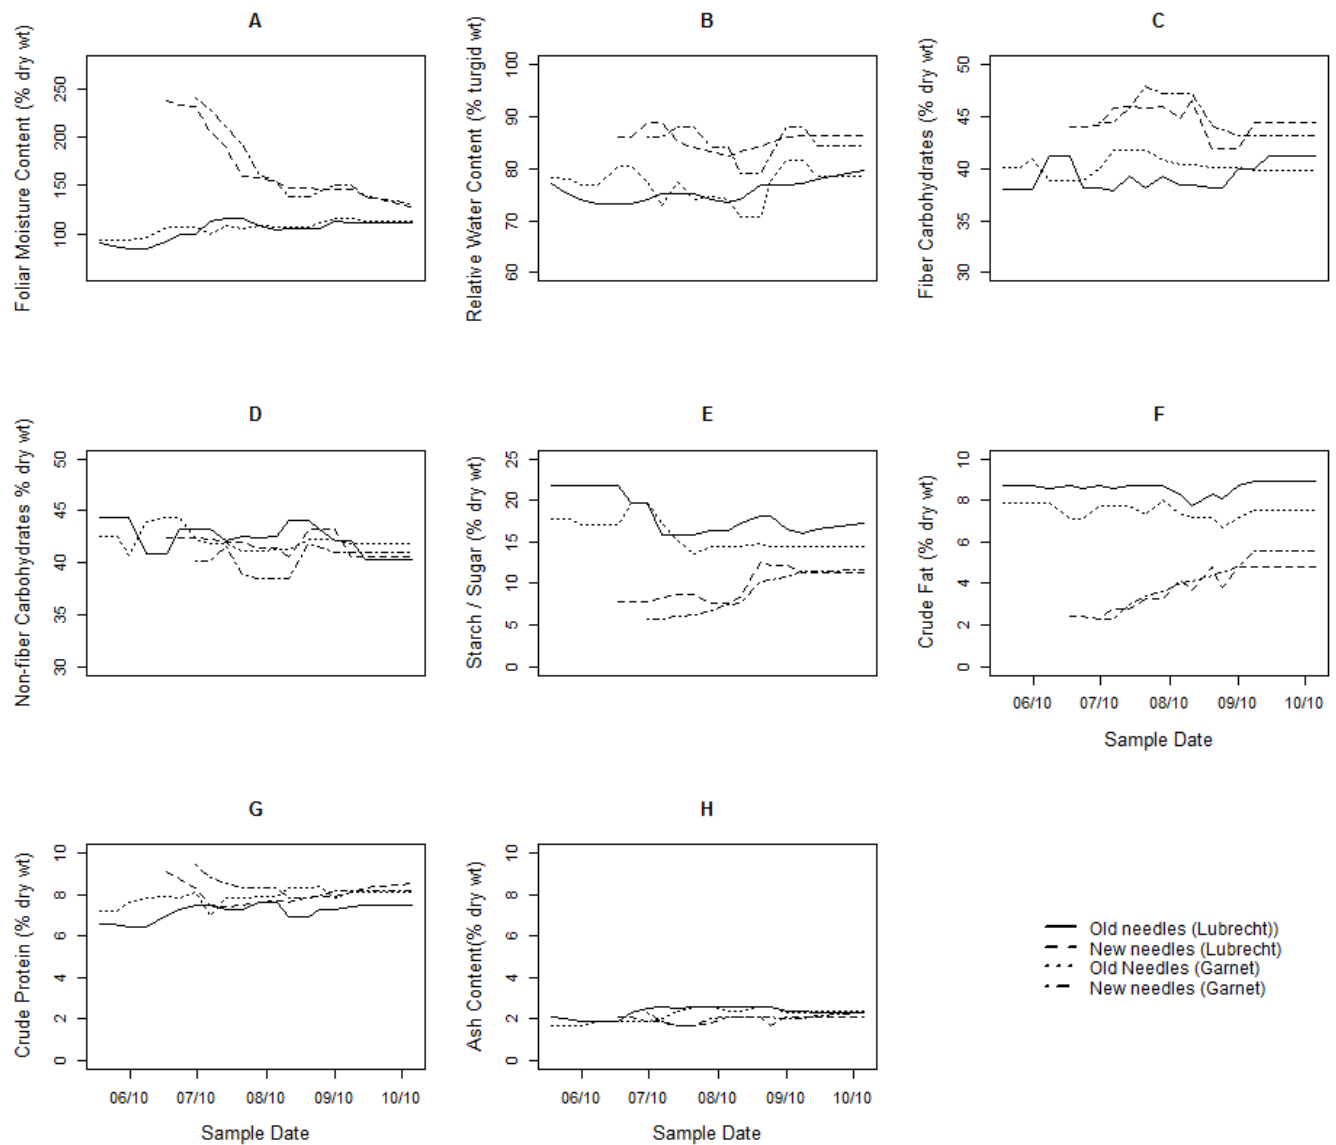 A
Foliar Moisture Content (% dry wt)
250
200
150
100
B
Relative Water Content (% turgid wt)
100
90
80
70
60
C
Fiber Carbohydrates (% dry wt)
50
45
40
35
30
D
Non-fiber Carbohydrates % dry wt)
50
45
40
35
30
E
Starch / Sugar (% dry wt)
25
20
15
10
5
0
F
Crude Fat (% dry wt)
10
8
6
4
2
0
06/10 07/10 08/10 09/10 10/10
Sample Date
G
Crude Protein (% dry wt)
10
8
6
4
2
0
06/10 07/10 08/10 09/10 10/10
Sample Date
H
Ash Content(% dry wt)
10
8
6
4
2
0
06/10 07/10 08/10 09/10 10/10
Sample Date
Old needles (Lubrecht))
New needles (Lubrecht)
Old Needles (Garnet)
New needles (Garnet)